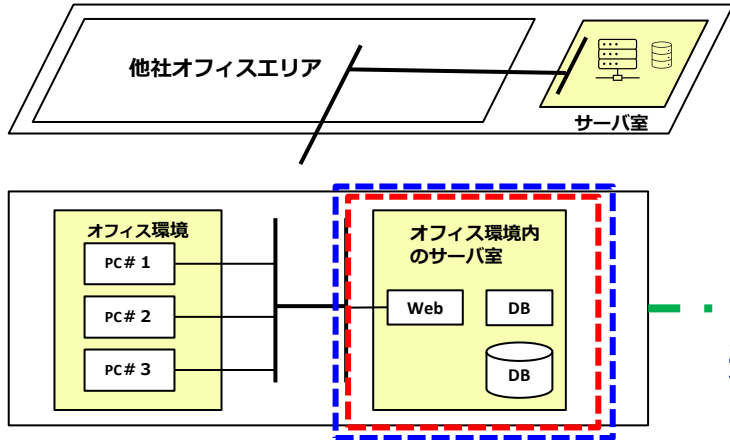 他社オフィスエリア
サーバ室
オフィス環境
PC# 1
PC# 2
PC# 3
オフィス環境内
のサーバ室
Web
DB
DB